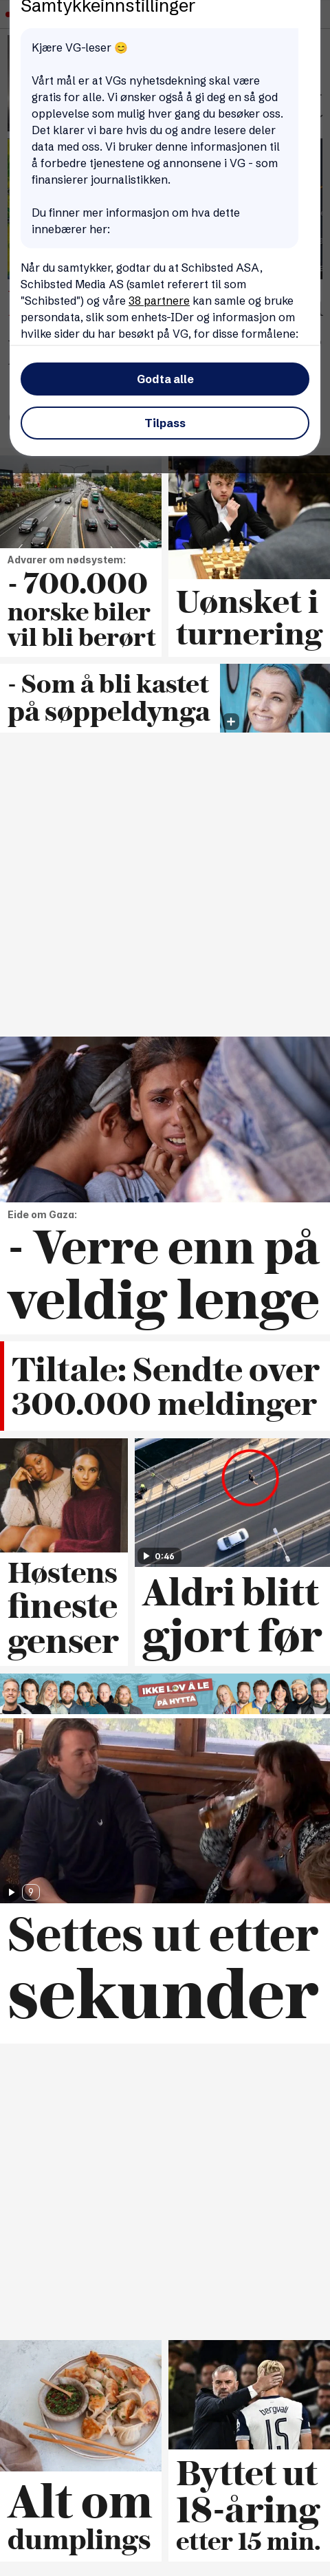 Samtykkeinnstillinger
Kjære VG-leser 😊
Vårt mål er at VGs nyhetsdekning skal være
gratis for alle. Vi ønsker også å gi deg en så god
opplevelse som mulig hver gang du besøker oss.
Det klarer vi bare hvis du og andre lesere deler
data med oss. Vi bruker denne informasjonen til
å forbedre tjenestene og annonsene i VG - som
finansierer journalistikken.
Du finner mer informasjon om hva dette
innebærer her:
Når du samtykker, godtar du at Schibsted ASA,
Schibsted Media AS (samlet referert til som
"Schibsted") og våre 38 partnere kan samle og bruke
persondata, slik som enhets-IDer og informasjon om
hvilke sider du har besøkt på VG, for disse formålene:
Godta alle
Tilpass
Advarer om nødsystem:
- 700.000
norske biler
vil bli berørt
Uønsket i
turnering
- Som å bli kastet
på søppeldynga
Eide om Gaza:
- Verre enn på
veldig lenge
Tiltale: Sendte over
300.000 meldinger
Høstens
fineste
genser
0:46
Aldri blitt
gjort før
IKKE LOV Å LE
PÅ HYTTA
9
Settes ut etter
sekunder
Alt om
dumplings
bergvall
15
Byttet ut
18-åring
etter 15 min.